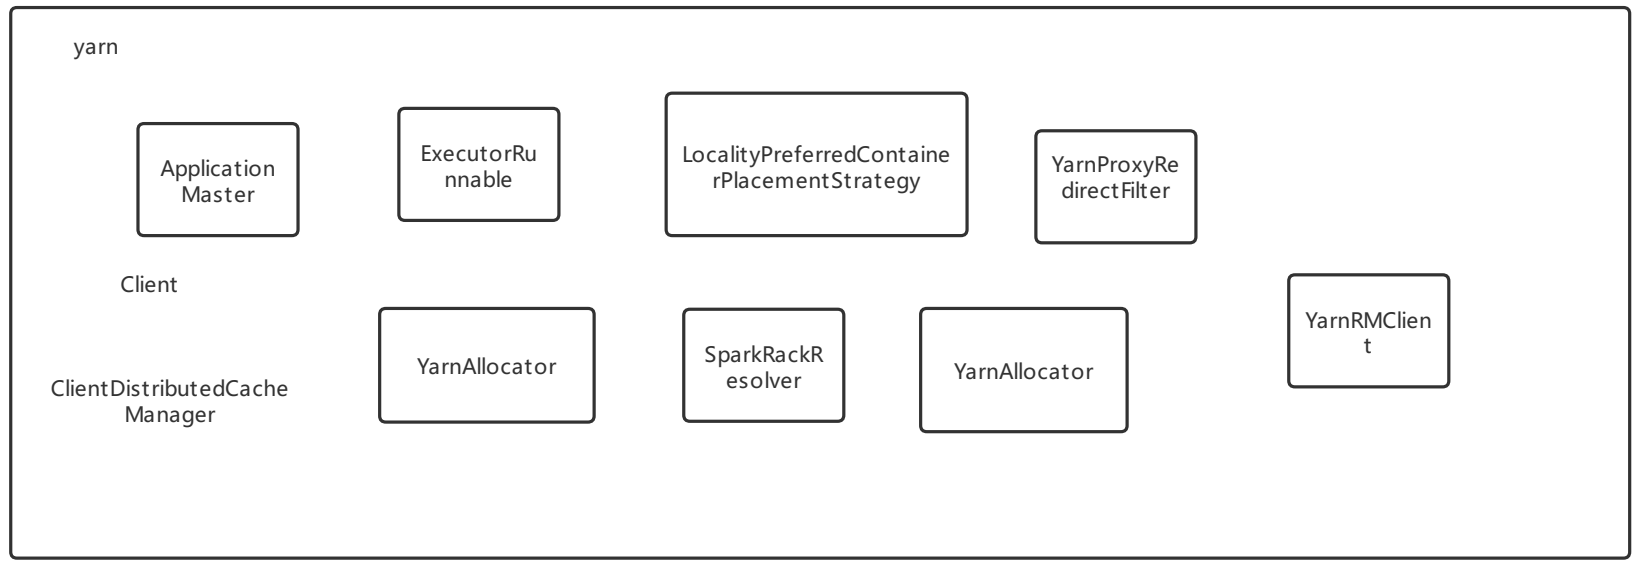 yarn
Application
Master
ExecutorRu
nnable
LocalityPreferredContaine
rPlacementStrategy
YarnProxyRe
directFilter
Client
YarnAllocator
SparkRackR
esolver
YarnAllocator
YarnRMClien
t
ClientDistributedCache
Manager